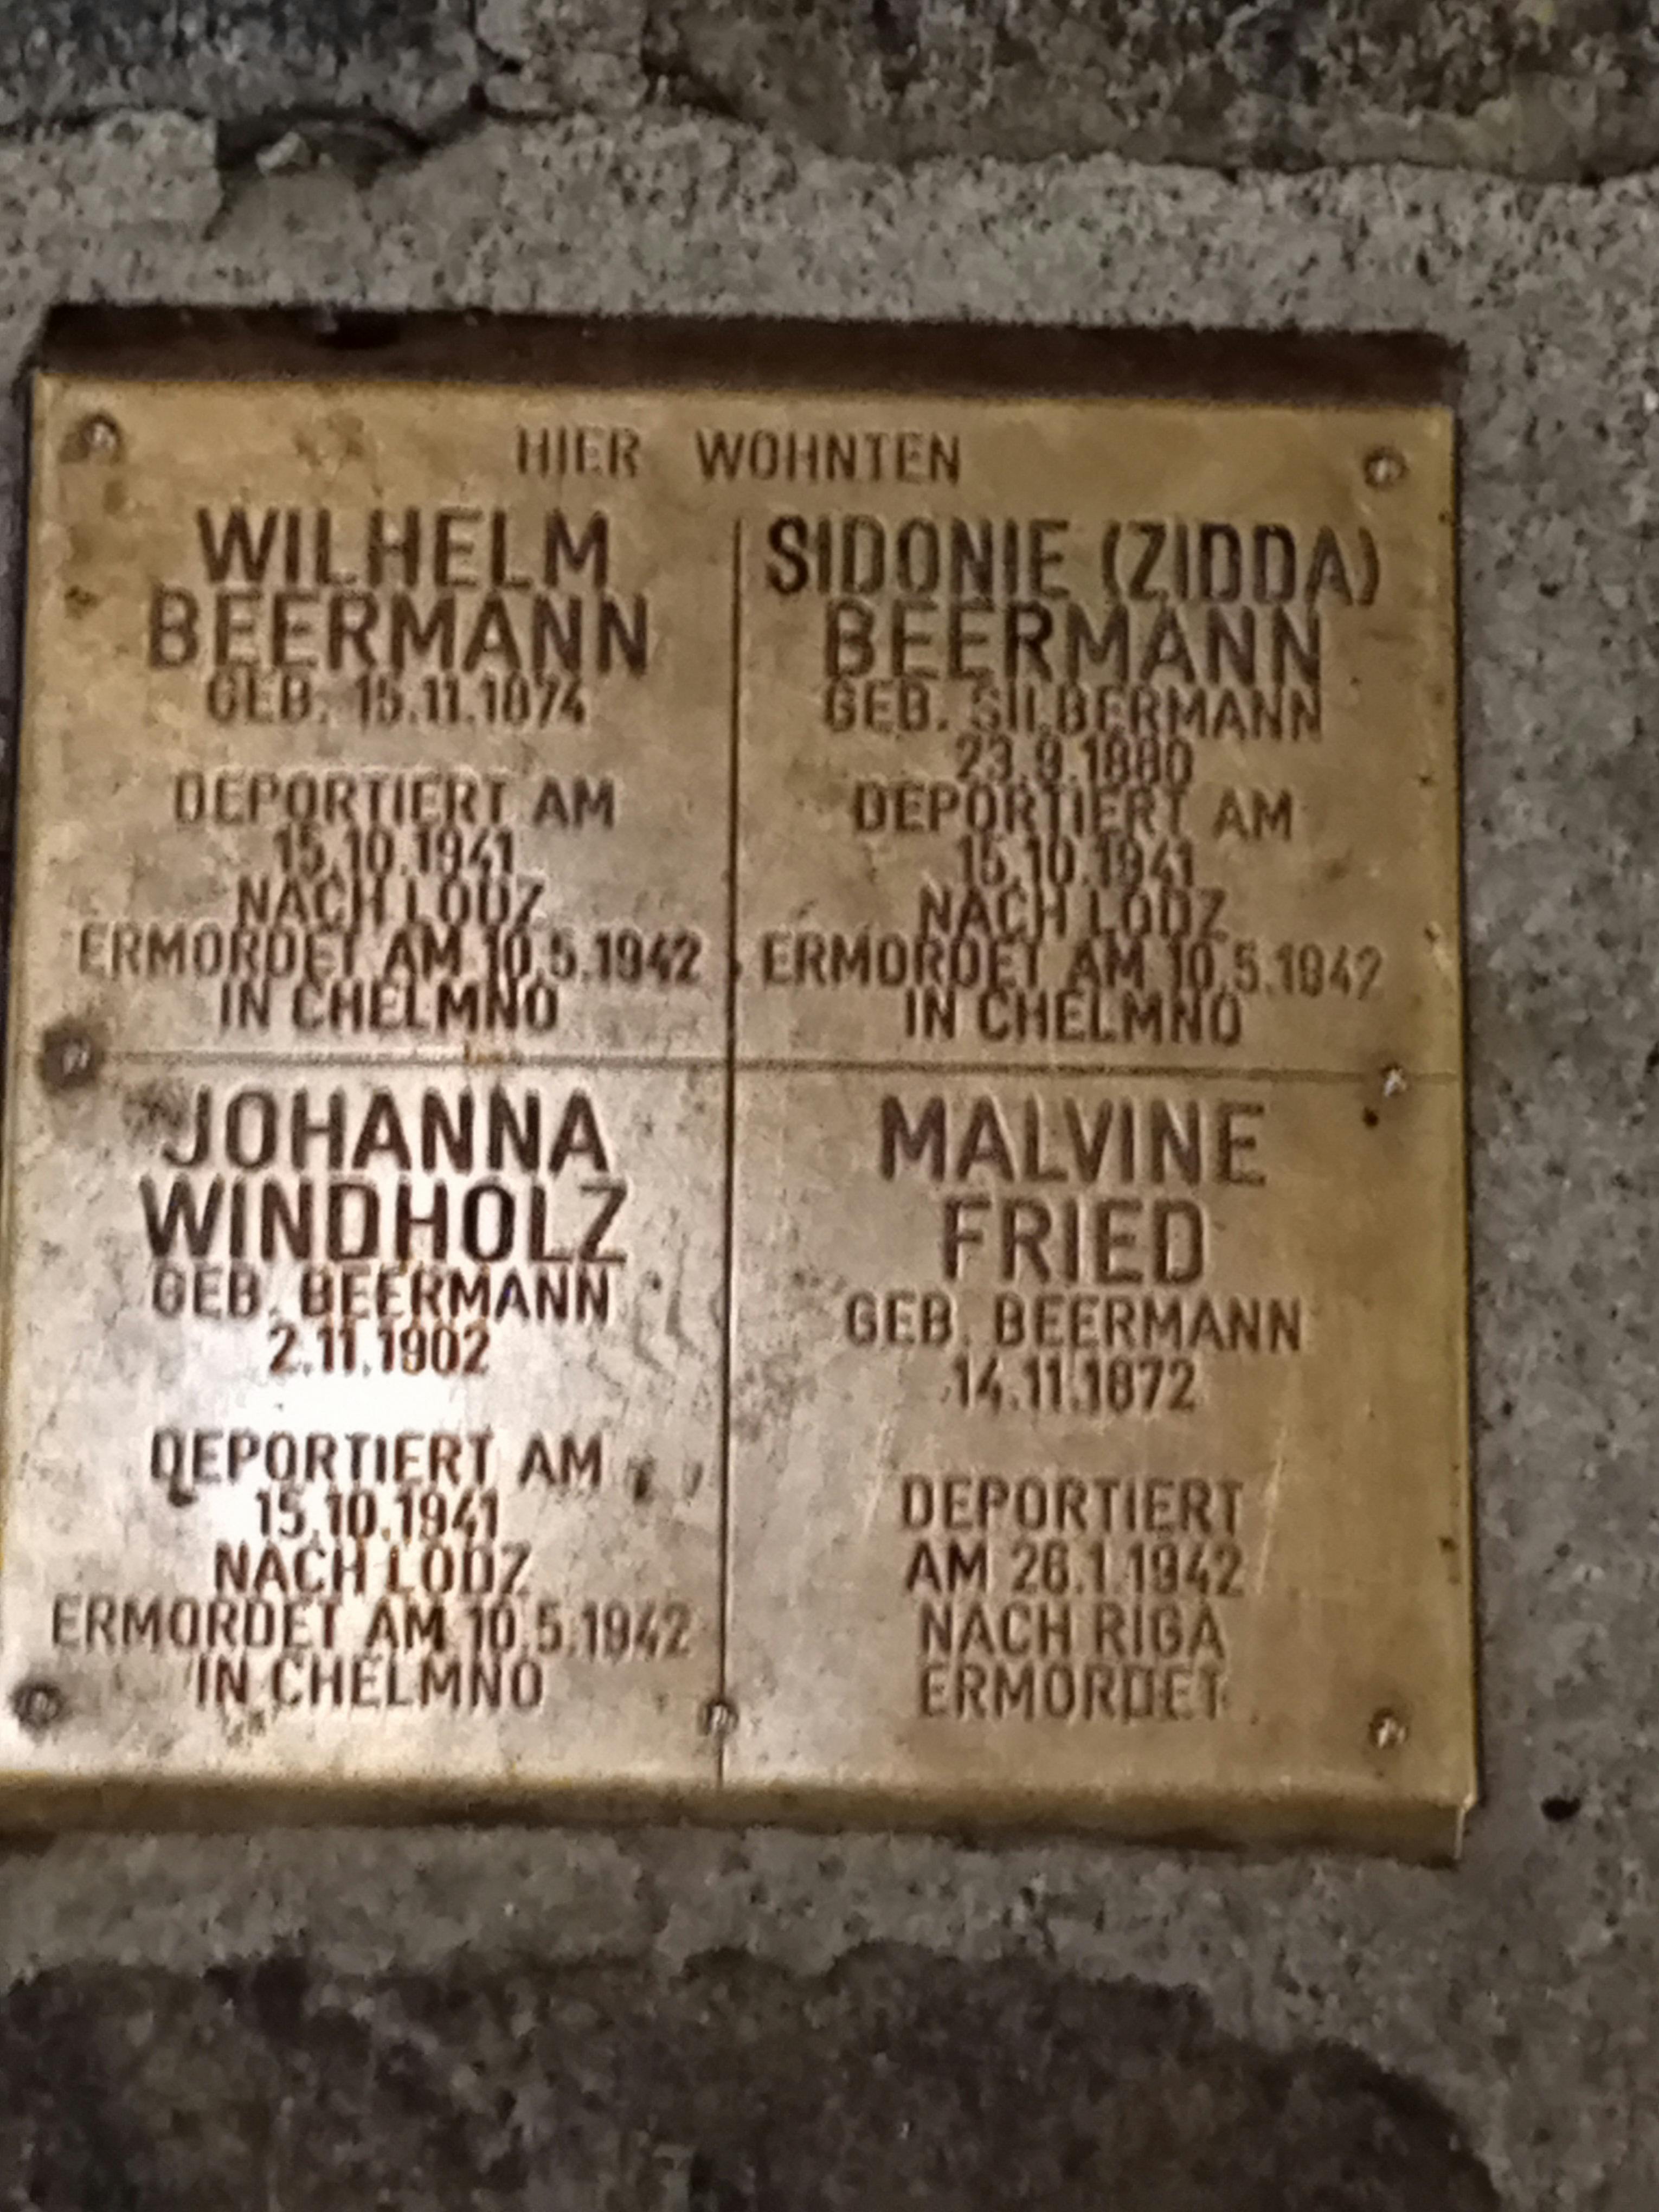 HIER WOHNTEN
WILHELM
BEERMANN
GEB. 15.11.1874
DEPORTIERT AM
15.10.1941
NACH LODZ
ERMORDET AM 10.5.1942
IN CHELMNO
SIDONIE (ZIDDA)
BEERMANN
GEB. SILBERMANN
23.9.1880
DEPORTIERT AM
15.10.1941
NACH LODZ
ERMORDET AM 10.5.1942
IN CHELMNO
JOHANNA
WINDHOLZ
GEB. BEERMANN
2.11.1902
DEPORTIERT AM
15.10.1941
NACH LODZ
ERMORDET AM 10.5.1942
IN CHELMNO
MALVINE
FRIED
GEB. BEERMANN
14.11.1872
DEPORTIERT
AM 26.1.1942
NACH RIGA
ERMORDET